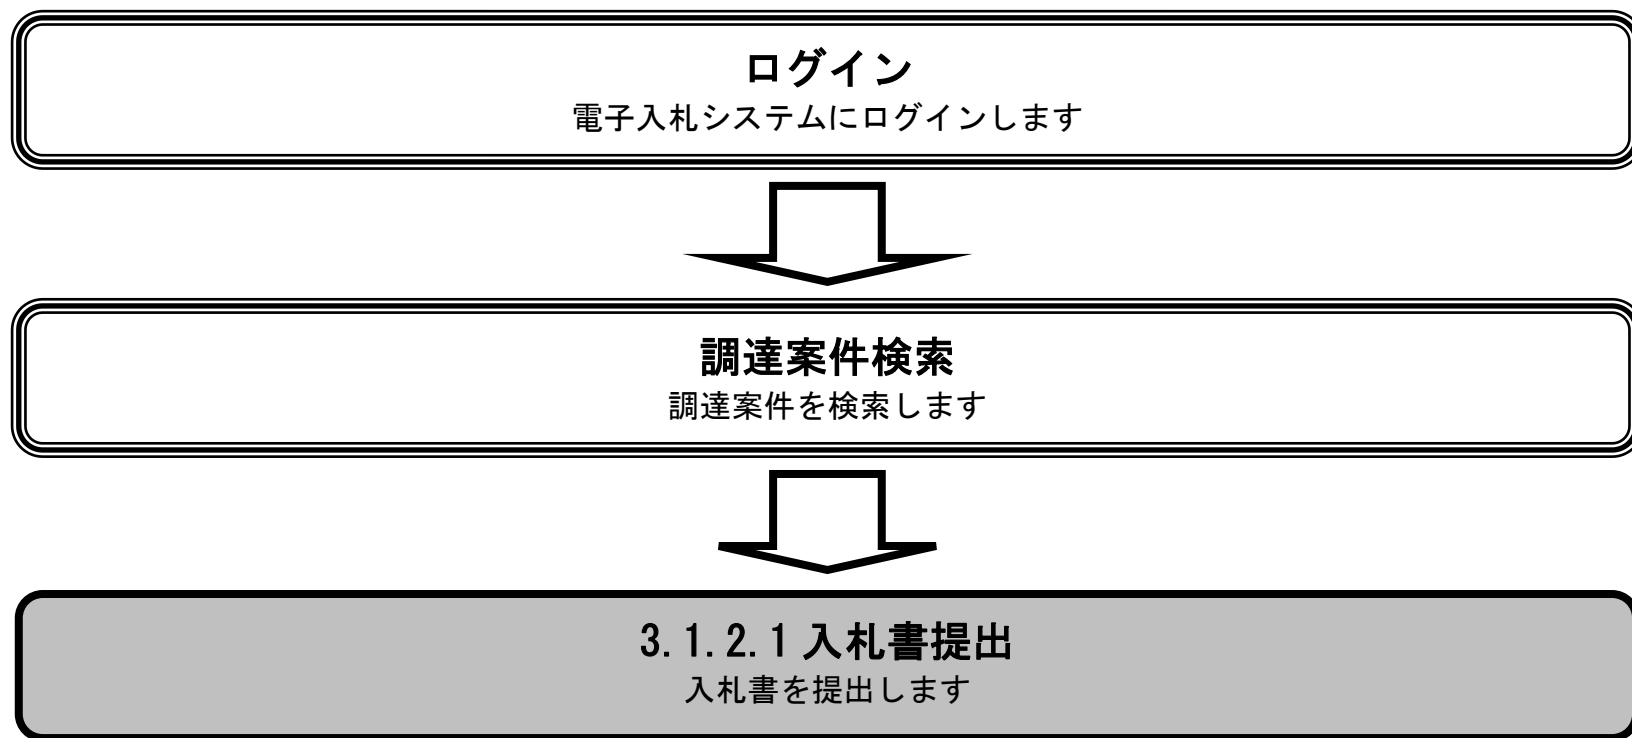 ログイン
電子入札システムにログインします
調達案件検索
調達案件を検索します
3.1.2.1入札書提出
入札書を提出します